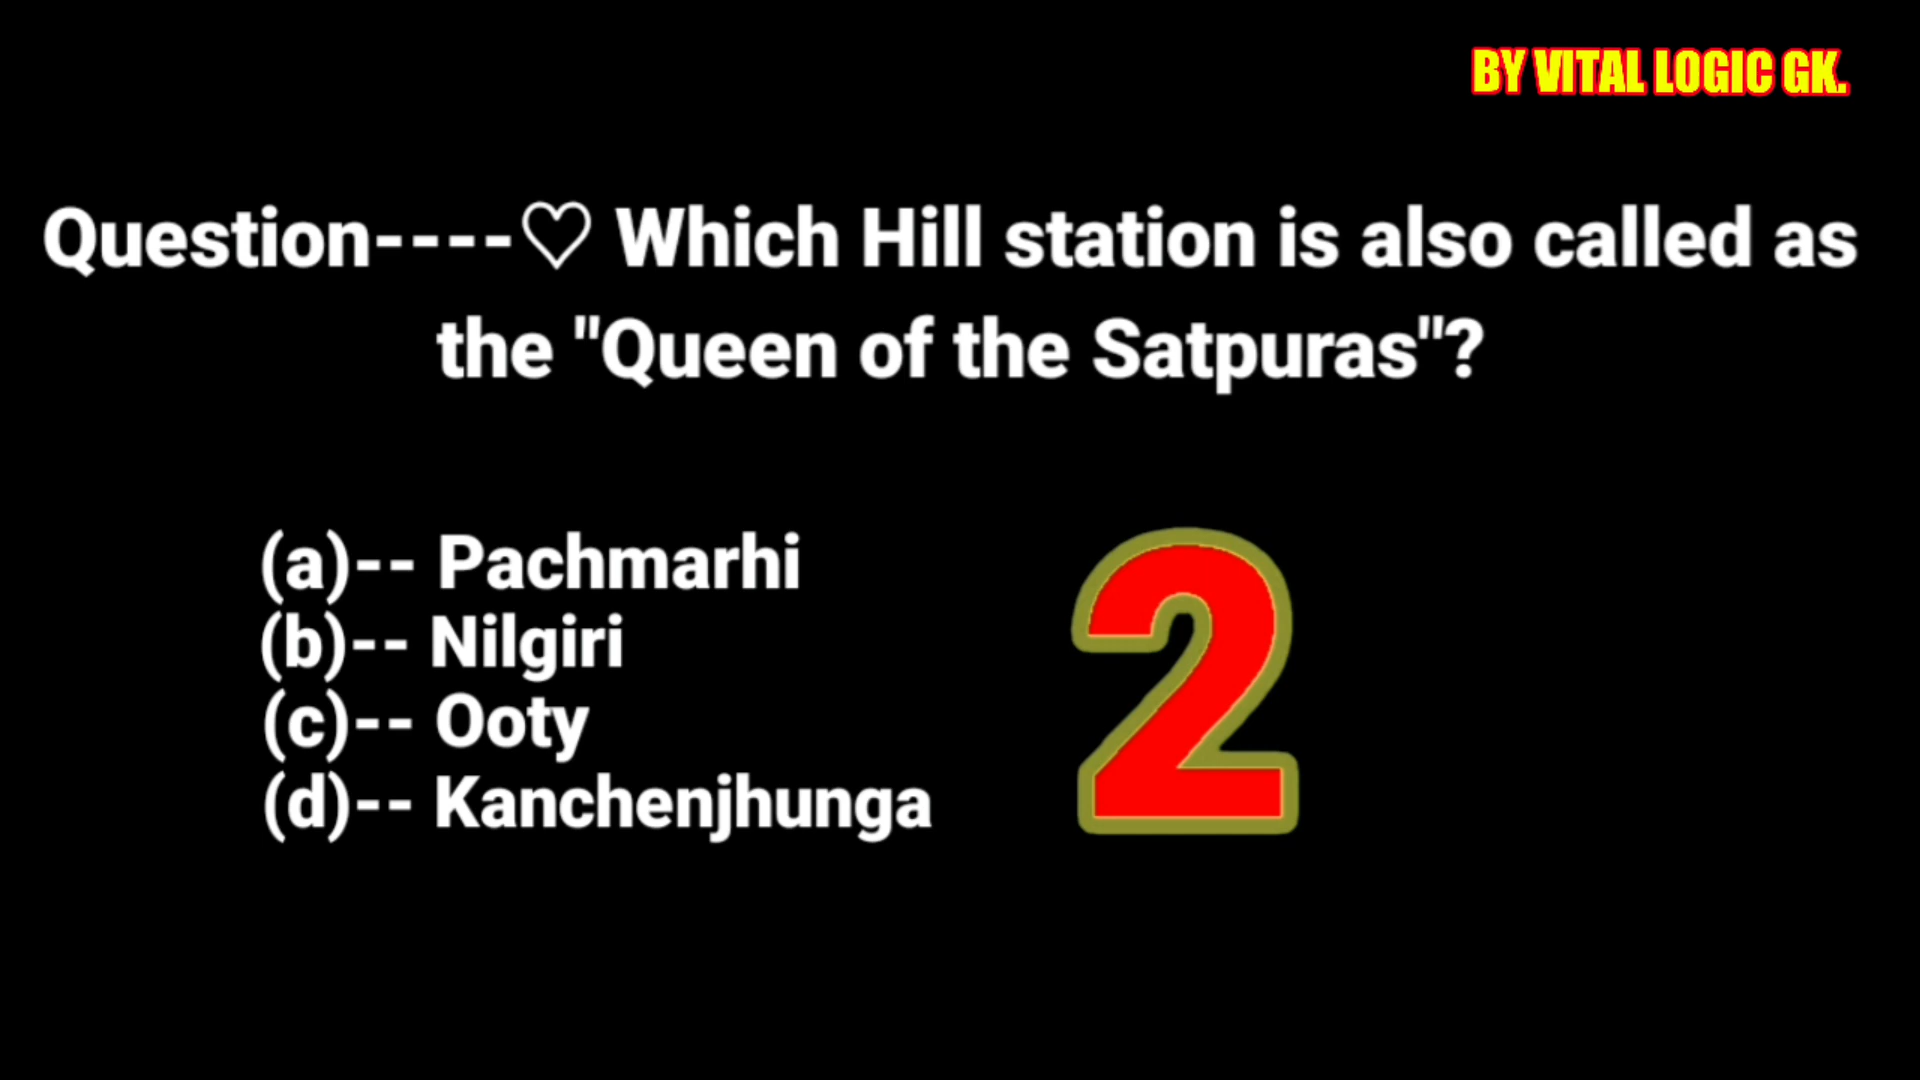 BY VITAL LOGIC GK.
Question----♡ Which Hill station is also called as
the "Queen of the Satpuras"?
(a)-- Pachmarhi
(b)-- Nilgiri
(c)-- Ooty
(d)-- Kanchenjhunga
2